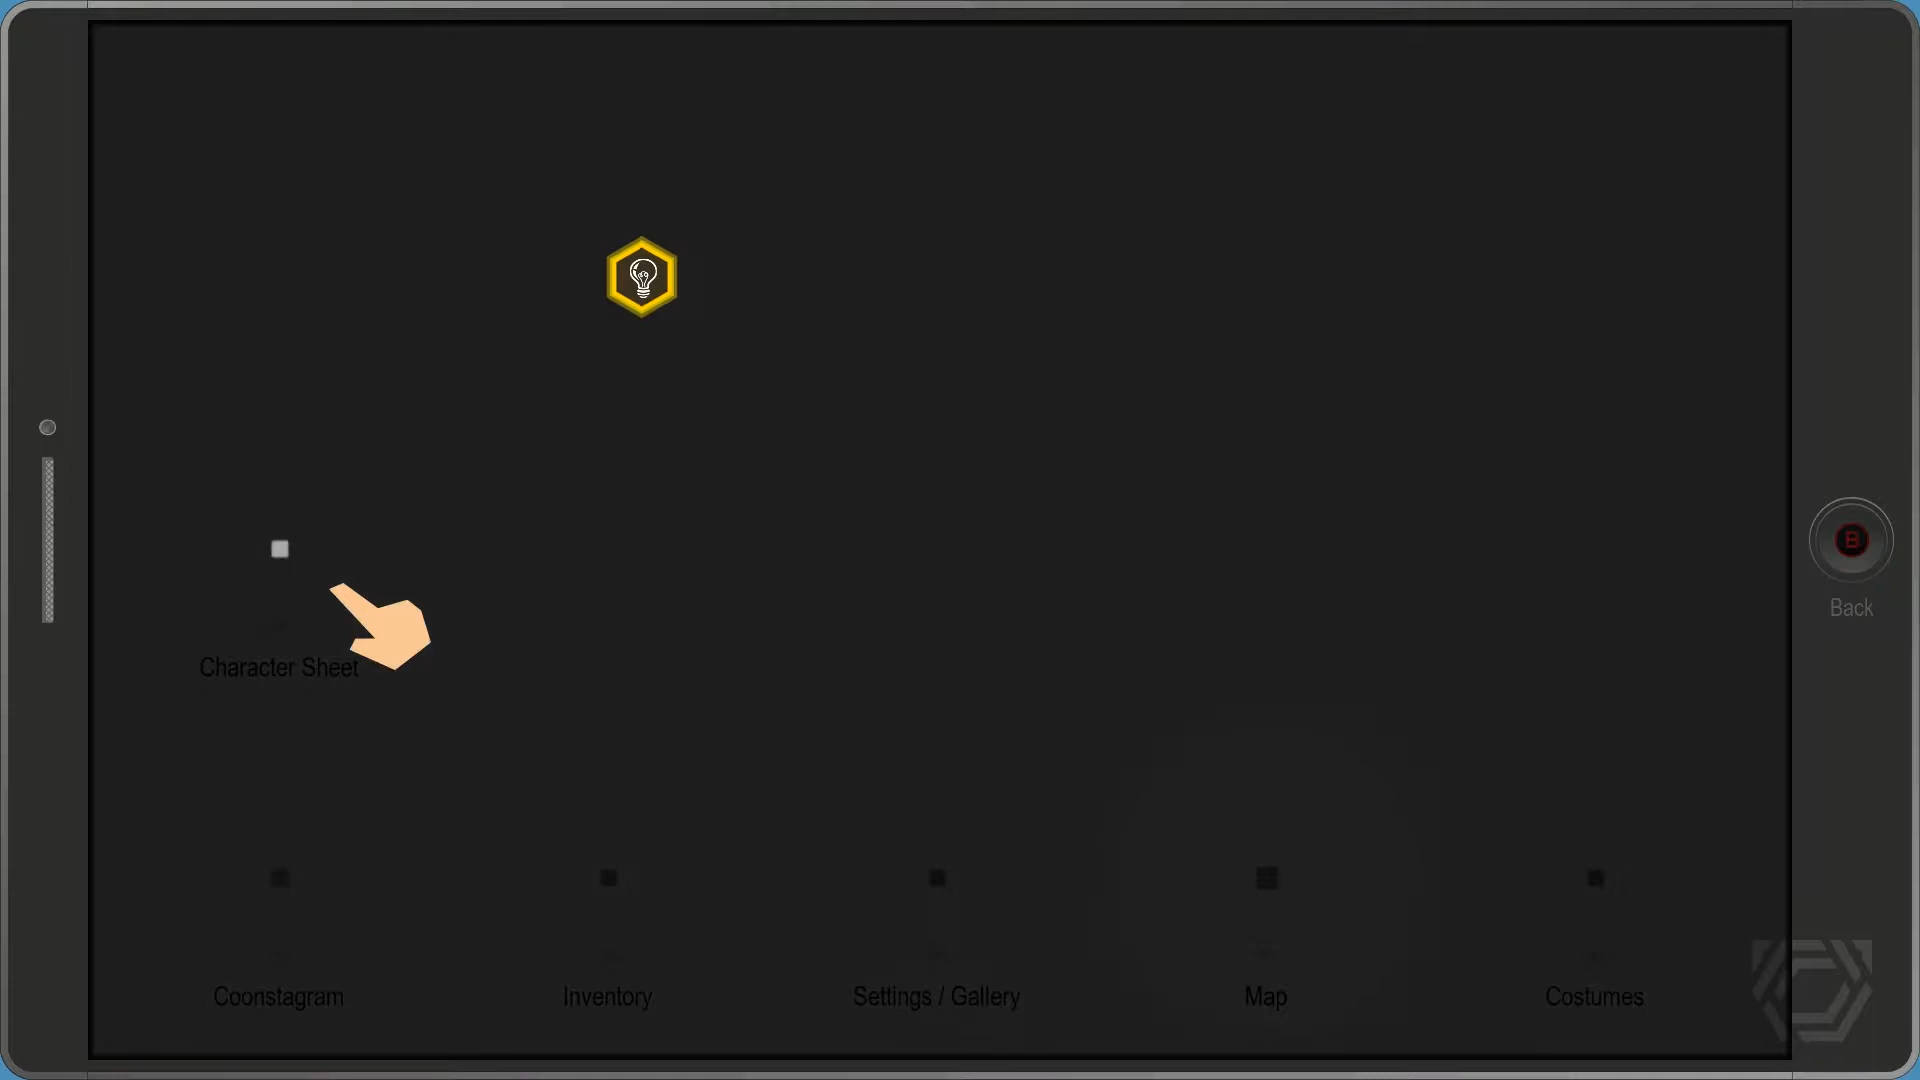 B
Back
Character Sheet
Coonstagram
Inventory
Settings / Gallery
Map
Costumes